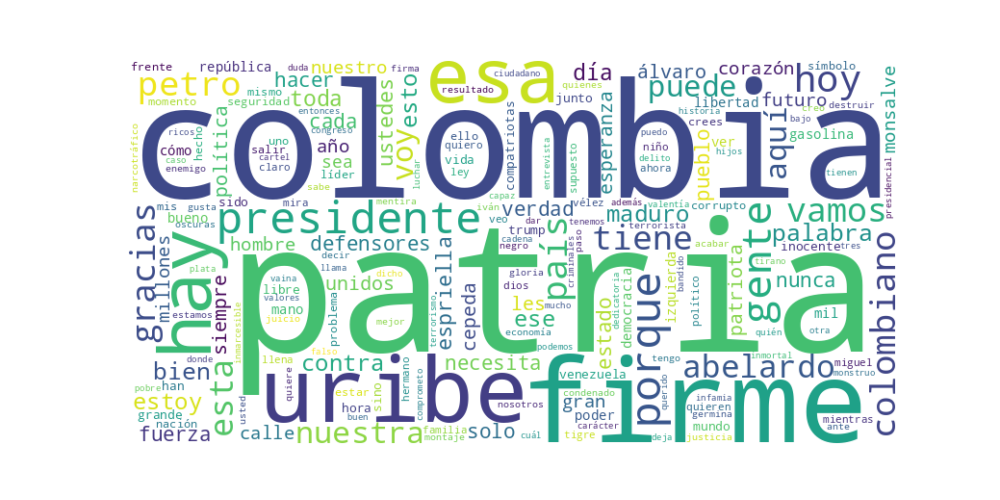 colombia
patria
uribe
firme
esa
hay
presidente
petro
hoy
puede
gente
porque
país
tiene
vamos
colombiano
gracias
esta
nuestra
abelardo
aquí
voy
esto
día
álvaro
corazón
república
frente
duda
firma
ciudadano
quienes
símbolo
hacer
nuestro
resultado
momento
mismo
seguridad
toda
ustedes
entonces
junto
libertad
futuro
monsalve
historia
creo
destruir
política
hecho
cómo
ricos
caso
enemigo
narcotráfico
uno
salir
cartel
claro
congreso
cada
año
sea
líder
sabe
luchar
ello
quiero
vida
ley
compatriotas
capaz
entrevista
supuesto
esperanza
puedo
niño
delito
ahora
pueblo
crees
ver
hijos
bajo
tienen
gasolina
presidencial
mis
gusta
sido
mira
mentira
iván
veo
dar
vélez
tenemos
además
valentía
corrupto
bueno
oscuras
verdad
maduro
palabra
millones
siempre
hombre
defensores
decir
trump
negro
paso
cadena
terrorista
acabar
inocente
tres
plata
vaina
llama
dicho
unidos
espriella
gloria
criminales
dios
mucho
izquierda
bandido
tirano
patriota
nunca
estamos
valores
libre
mano
juicio
problema
mejor
terrorismo
cepeda
les
ese
economía
podemos
estado
democracia
dedicatoria
político
quién
mil
otra
donde
inmarcesible
llena
falso
contra
necesita
venezuela
tengo
inmortal
miguel
monstruo
bien
han
pobre
estoy
grande
nación
fuerza
usted
quiere
buen
hora
estar
sino
hermano
comprometo
nosotros
calle
familia
montaje
cuál
solo
tigre
condenado
gran
poder
carácter
querido
deja
infamia
quieren
germina
mundo
justicia
mientras
ante